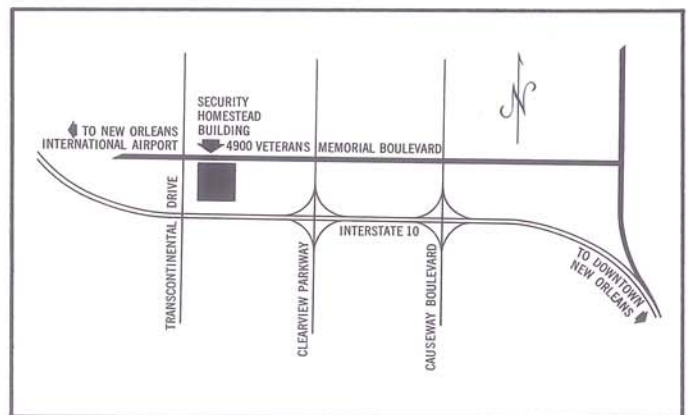 SECURITY
HOMESTEAD
BUILDING
TO NEW ORLEANS
INTERNATIONAL AIRPORT
4900 VETERANS MEMORIAL BOULEVARD
N
TRANSCONTINENTAL DRIVE
INTERSTATE 10
CLEARVIEW PARKWAY
CAUSEWAY BOULEVARD
TO DOWNTOWN
NEW ORLEANS